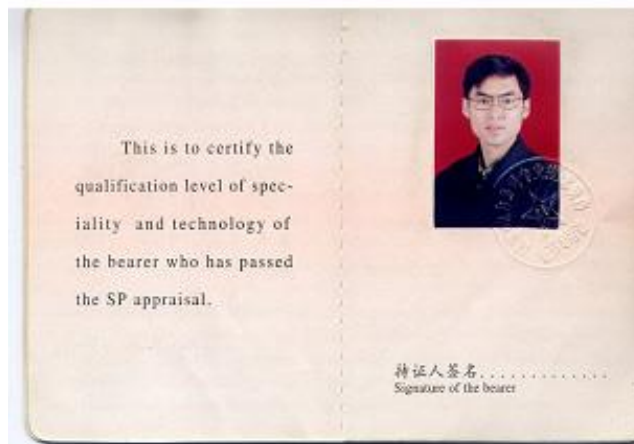 This is to certify the
qualification level of spec-
iality and technology of
the bearer who has passed
the SP appraisal.
持证人签名.............
Signature of the bearer